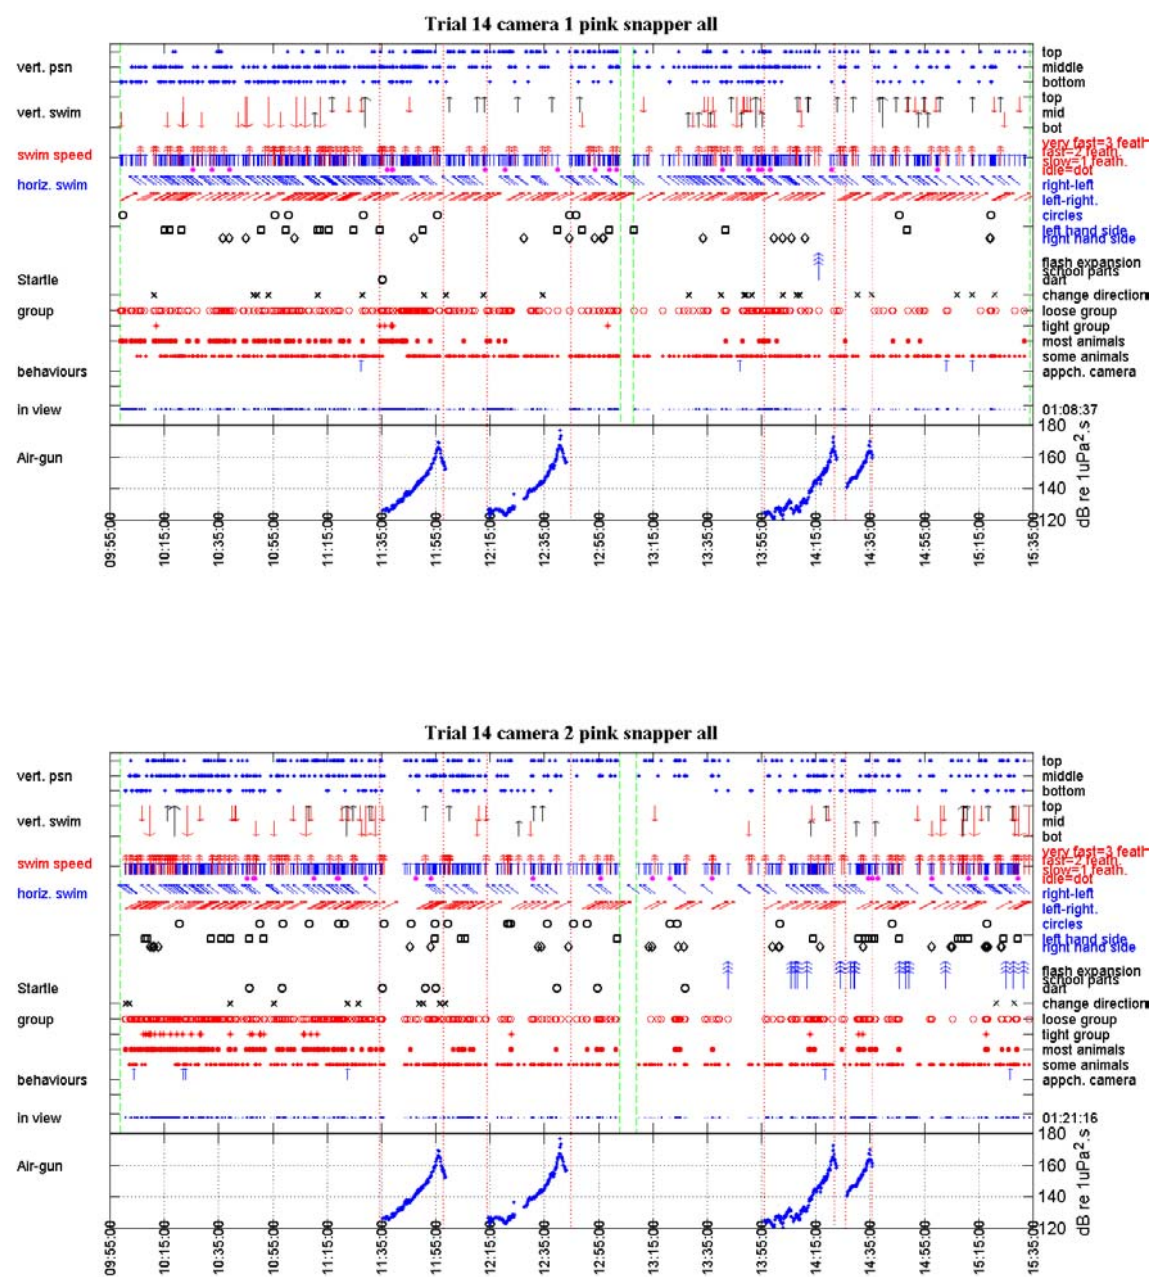 Trial 14 camera 1 pink snapper all
vert. psn
top
middle
bottom
vert. swim
top
mid
bot
swim speed
very fast=3 feath
fast=2 feath.
slow=1 feath.
idle=dot
horiz. swim
right-left
left-right.
circles
left hand side
right hand side
flash expansion
school parts
Startle
dart
change direction
group
loose group
tight group
most animals
some animals
behaviours
appch. camera
in view
01:08:37
Air-gun
180
160
140
120
dB re 1uPa².s
09:55:00
10:15:00
10:35:00
10:55:00
11:15:00
11:35:00
11:55:00
12:15:00
12:35:00
12:55:00
13:15:00
13:35:00
13:55:00
14:15:00
14:35:00
14:55:00
15:15:00
15:35:00
Trial 14 camera 2 pink snapper all
vert. psn
top
middle
bottom
vert. swim
top
mid
bot
swim speed
very fast=3 feath
fast=2 feath.
slow=1 feath.
idle=dot
horiz. swim
right-left
left-right.
circles
left hand side
right hand side
flash expansion
school parts
Startle
dart
change direction
group
loose group
tight group
most animals
some animals
behaviours
appch. camera
in view
01:21:16
Air-gun
180
160
140
120
dB re 1uPa².s
09:55:00
10:15:00
10:35:00
10:55:00
11:15:00
11:35:00
11:55:00
12:15:00
12:35:00
12:55:00
13:15:00
13:35:00
13:55:00
14:15:00
14:35:00
14:55:00
15:15:00
15:35:00